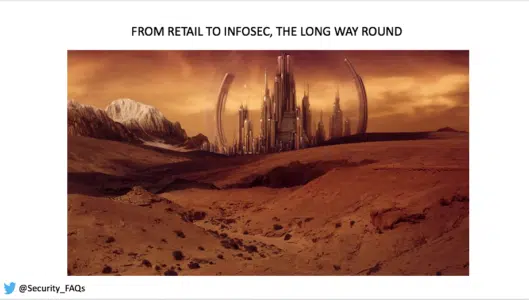 FROM RETAIL TO INFOSEC, THE LONG WAY ROUND
@Security_FAQs